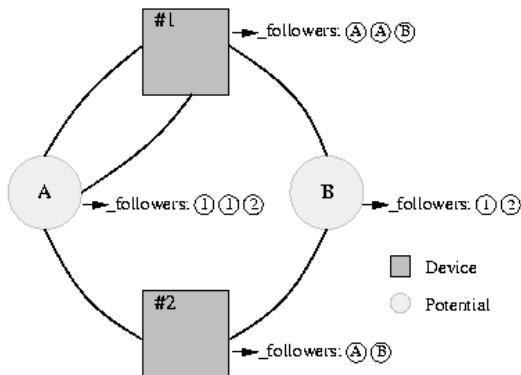 #1
_followers: A A B
A
_followers: 1 1 2
B
_followers: 1 2
Device
#2
Potential
_followers: A B